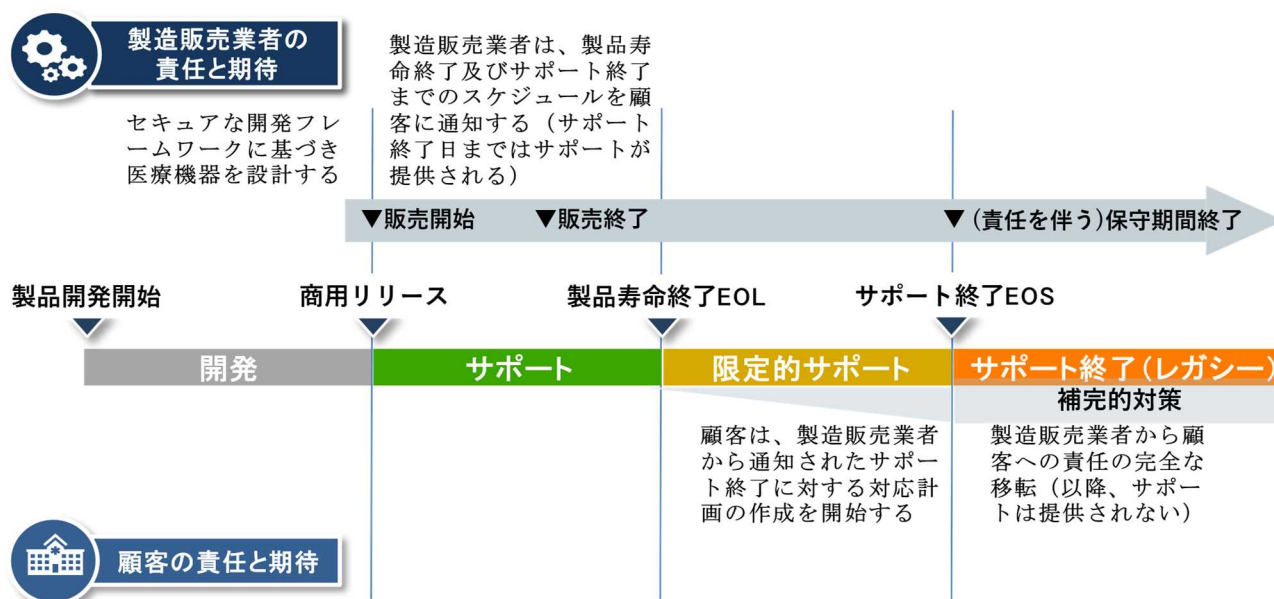 製造販売業者の
責任と期待
セキュアな開発フレ
ームワークに基づき
医療機器を設計する
製造販売業者は、製品寿
命終了及びサポート終了
までのスケジュールを顧
客に通知する（サポート
終了日まではサポートが
提供される）
▼販売開始
▼販売終了
▼(責任を伴う)保守期間終了
製品開発開始
商用リリース
製品寿命終了EOL
サポート終了EOS
開発
サポート
限定的サポート
サポート終了(レガシー)
補完的対策
顧客は、製造販売業者
から通知されたサポー
ト終了に対する対応計
画の作成を開始する
製造販売業者から顧
客への責任の完全な
移転（以降、サポー
トは提供されない）
顧客の責任と期待